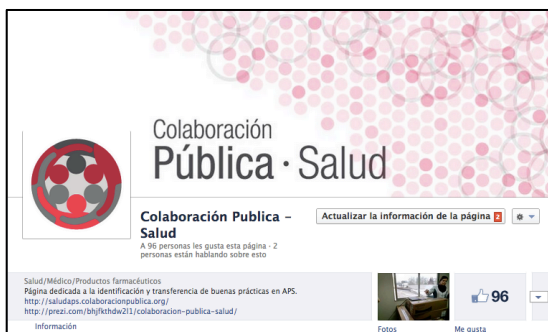 Colaboración
Pública · Salud
Colaboración Publica –
Salud
A 96 personas les gusta esta página · 2
personas están hablando sobre esto
Actualizar la información de la página 2
Salud/Médico/Productos farmacéuticos
Página dedicada a la identificación y transferencia de buenas prácticas en APS.
http://saludaps.colaboracionpublica.org/
http://prezi.com/bhjfkthdw2l1/colaboracion-publica-salud/
96
Información
Fotos
Me gusta